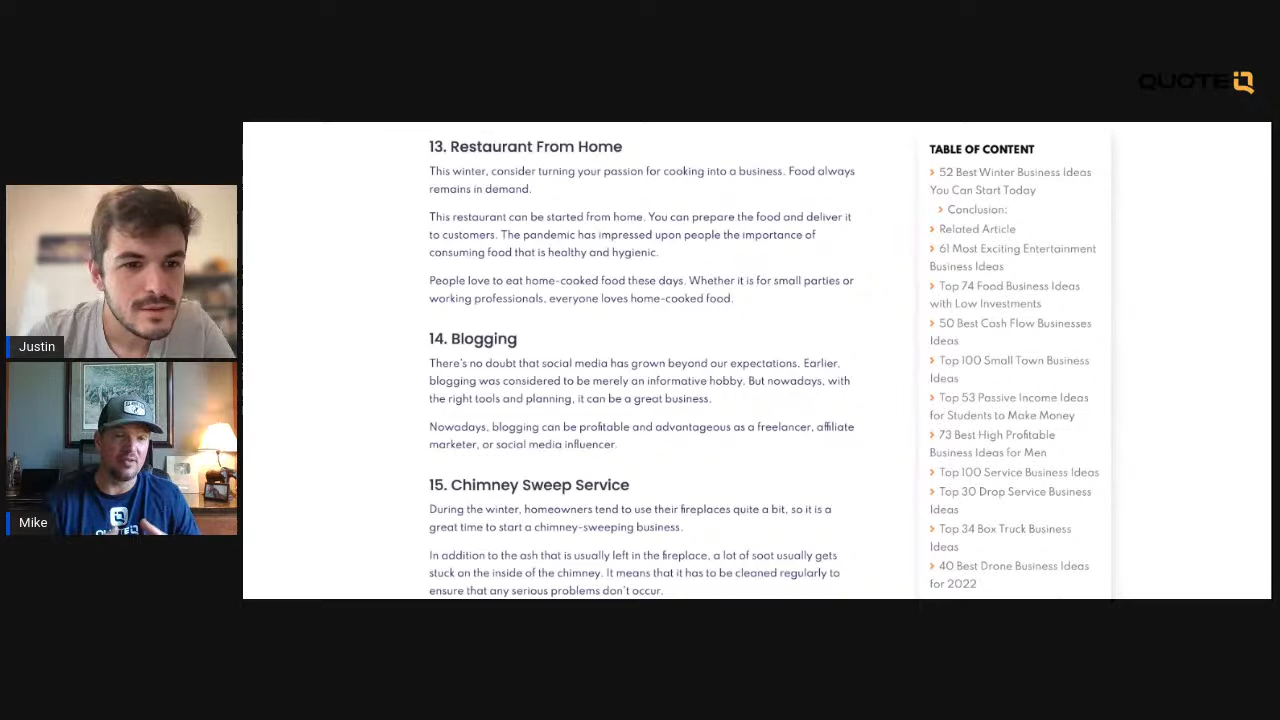 QUOTE IQ
13. Restaurant From Home
This winter, consider turning your passion for cooking into a business. Food always
remains in demand.
This restaurant can be started from home. You can prepare the food and deliver it
to customers. The pandemic has impressed upon people the importance of
consuming food that is healthy and hygienic.
People love to eat home-cooked food these days. Whether it is for small parties or
working professionals, everyone loves home-cooked food.
14. Blogging
There's no doubt that social media has grown beyond our expectations. Earlier,
blogging was considered to be merely an informative hobby. But nowadays, with
the right tools and planning, it can be a great business.
Nowadays, blogging can be profitable and advantageous as a freelancer, affiliate
marketer, or social media influencer.
15. Chimney Sweep Service
During the winter, homeowners tend to use their fireplaces quite a bit, so it is a
great time to start a chimney-sweeping business.
In addition to the ash that is usually left in the fireplace, a lot of soot usually gets
stuck on the inside of the chimney. It means that it has to be cleaned regularly to
ensure that any serious problems don't occur.
TABLE OF CONTENT
52 Best Winter Business Ideas
You Can Start Today
Conclusion:
Related Article
61 Most Exciting Entertainment
Business Ideas
Top 74 Food Business Ideas
with Low Investments
50 Best Cash Flow Businesses
Ideas
Top 100 Small Town Business
Ideas
Top 53 Passive Income Ideas
for Students to Make Money
73 Best High Profitable
Business Ideas for Men
Top 100 Service Business Ideas
Top 30 Drop Service Business
Ideas
Top 34 Box Truck Business
Ideas
40 Best Drone Business Ideas
for 2022
Justin
Mike